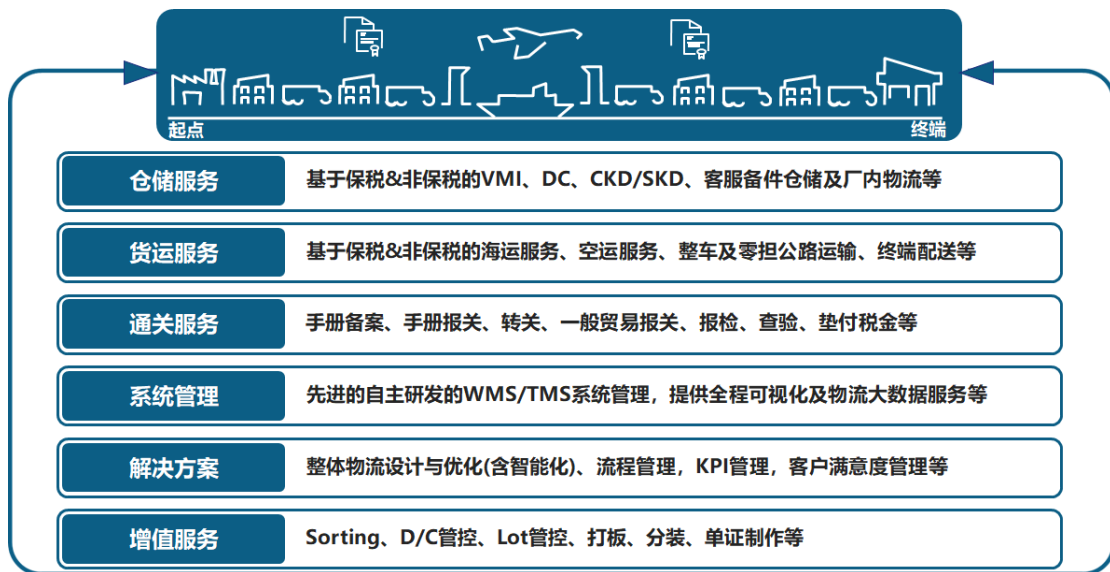 起点
终端
仓储服务
基于保税&非保税的VMI、DC、CKD/SKD、客服备件仓储及厂内物流等
货运服务
基于保税&非保税的海运服务、空运服务、整车及零担公路运输、终端配送等
通关服务
手册备案、手册报关、转关、一般贸易报关、报检、查验、垫付税金等
系统管理
先进的自主研发的WMS/TMS系统管理，提供全程可视化及物流大数据服务等
解决方案
整体物流设计与优化(含智能化)、流程管理，KPI管理，客户满意度管理等
增值服务
Sorting、D/C管控、Lot管控、打板、分装、单证制作等